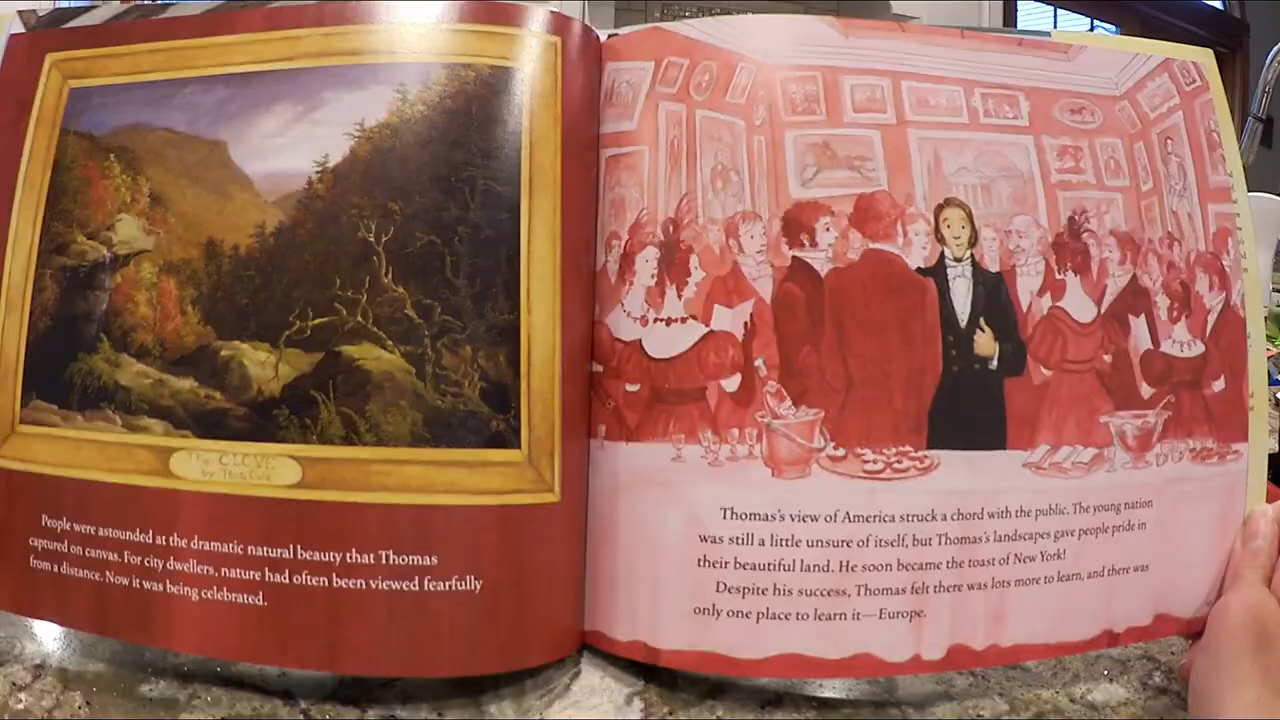 The CLOVE
by Thos. Cole
People were astounded at the dramatic natural beauty that Thomas
captured on canvas. For city dwellers, nature had often been viewed fearfully
from a distance. Now it was being celebrated.
Thomas's view of America struck a chord with the public. The young nation
was still a little unsure of itself, but Thomas's landscapes gave people pride in
their beautiful land. He soon became the toast of New York!
Despite his success, Thomas felt there was lots more to learn, and there was
only one place to learn it—Europe.